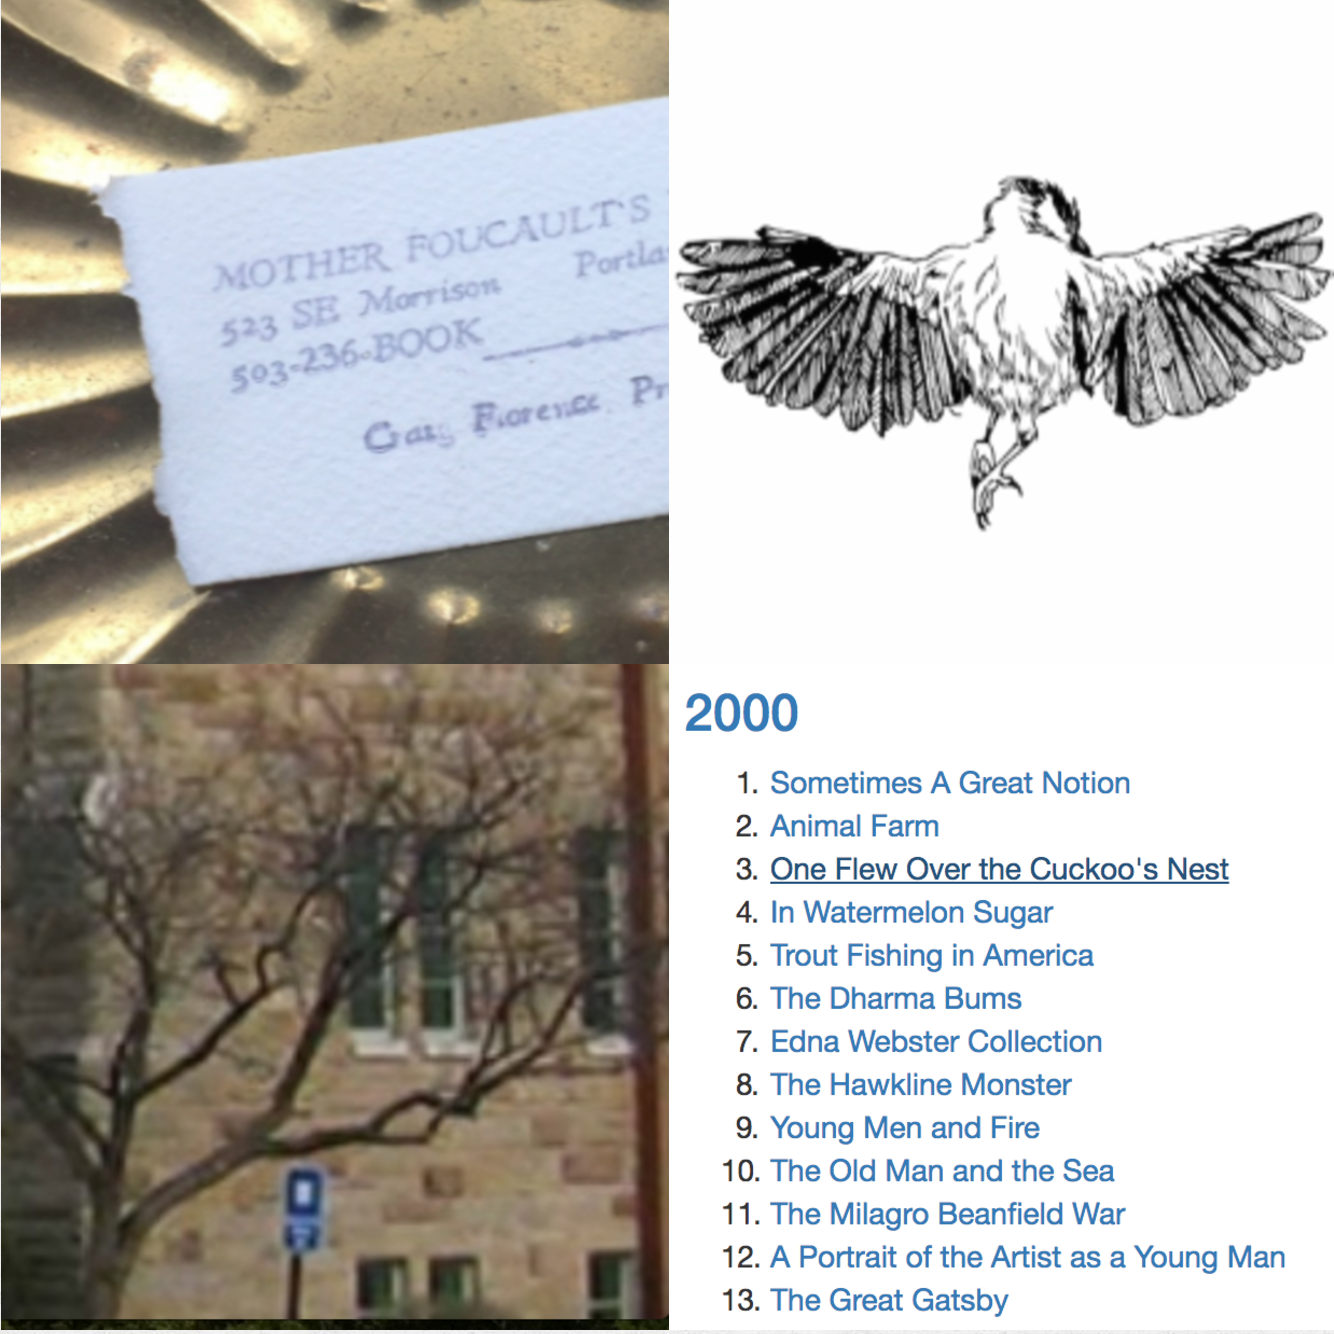 MOTHER FOUCAULT'S
523 SE Morrison Portla
503-236-BOOK
Florence Pr
2000
1. Sometimes A Great Notion
2. Animal Farm
3. One Flew Over the Cuckoo's Nest
4. In Watermelon Sugar
5. Trout Fishing in America
6. The Dharma Bums
7. Edna Webster Collection
8. The Hawkline Monster
9. Young Men and Fire
10. The Old Man and the Sea
11. The Milagro Beanfield War
12. A Portrait of the Artist as a Young Man
13. The Great Gatsby